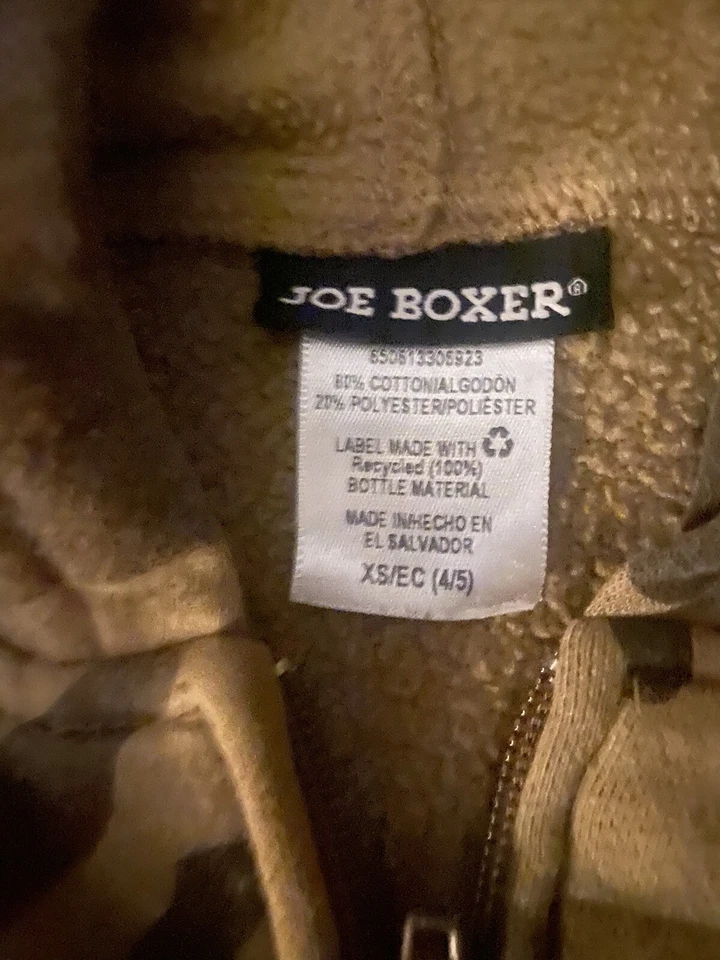 JOE BOXER®
650613306923
80% COTTON/ALGODÓN
20% POLYESTER/POLIÉSTER
LABEL MADE WITH
Recycled (100%)
BOTTLE MATERIAL
MADE IN/HECHO EN
EL SALVADOR
XS/EC (4/5)